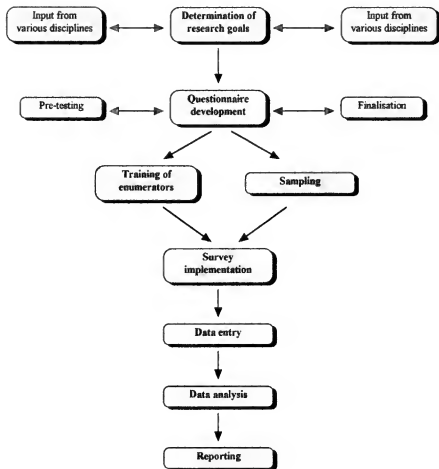 Input from
various disciplines
Determination of
research goals
Input from
various disciplines
Pre-testing
Questionnaire
development
Finalisation
Training of
enumerators
Sampling
Survey
implementation
Data entry
Data analysis
Reporting